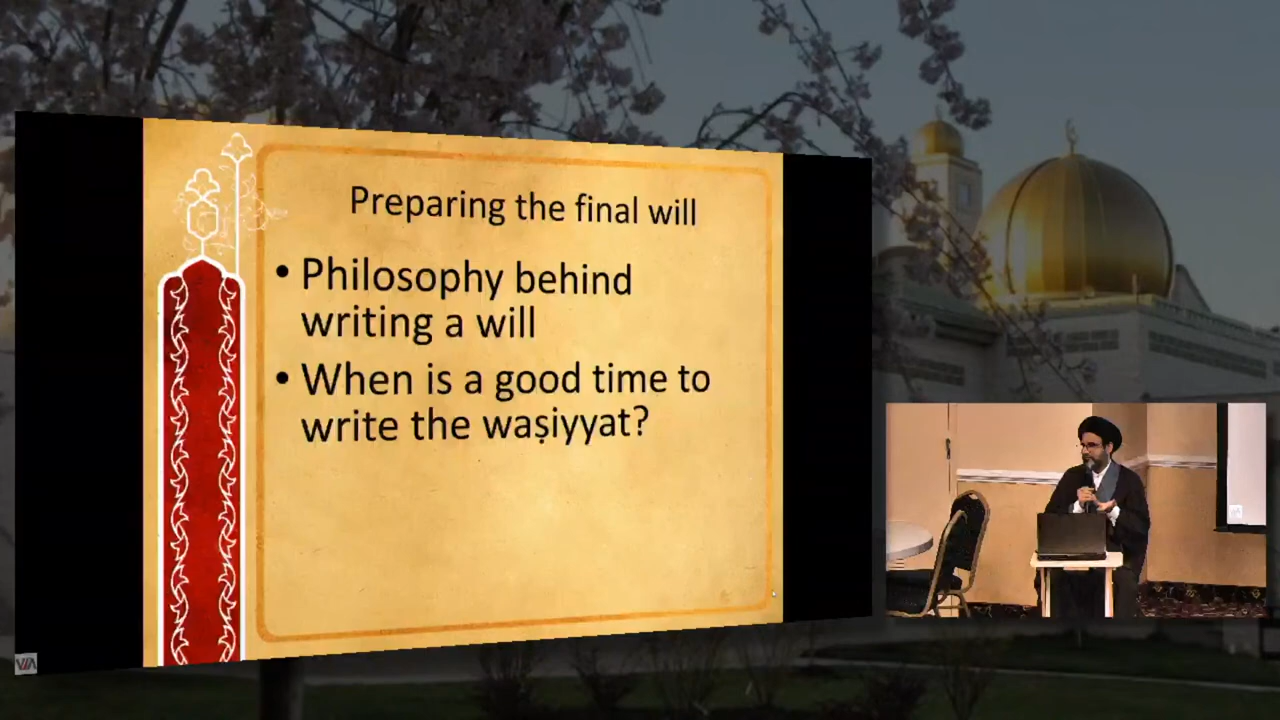 Preparing the final will
• Philosophy behind
writing a will
• When is a good time to
write the waṣiyyat?